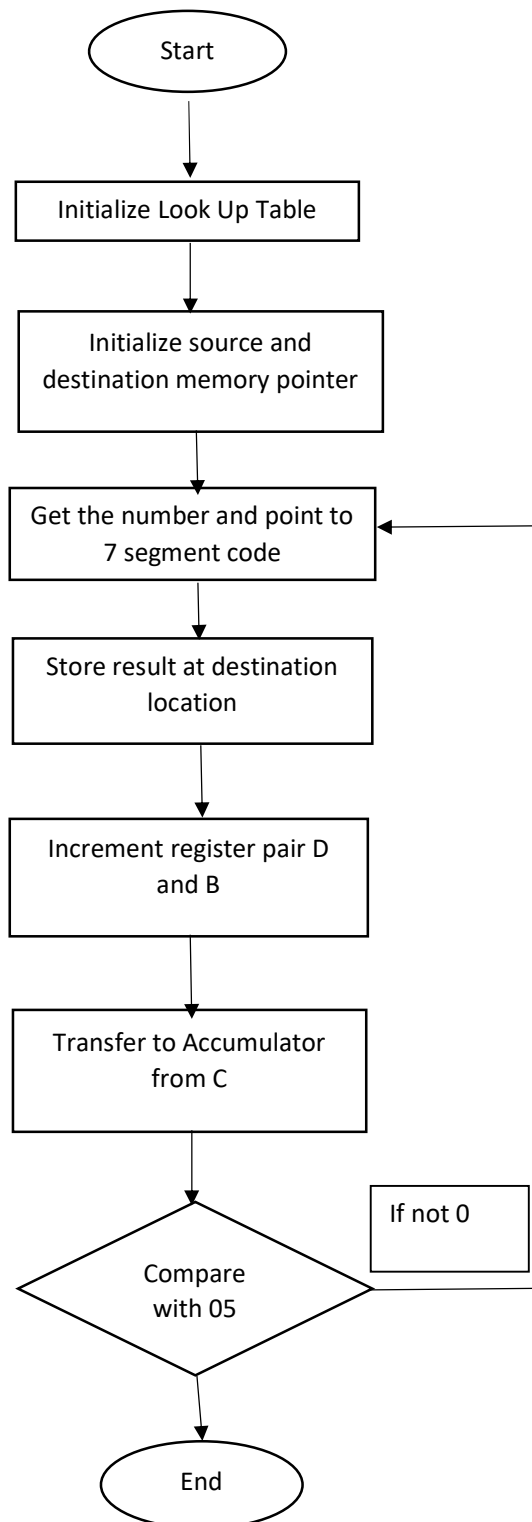 Start
Initialize Look Up Table
Initialize source and
destination memory pointer
Get the number and point to
7 segment code
Store result at destination
location
Increment register pair D
and B
Transfer to Accumulator
from C
If not 0
Compare
with 05
End